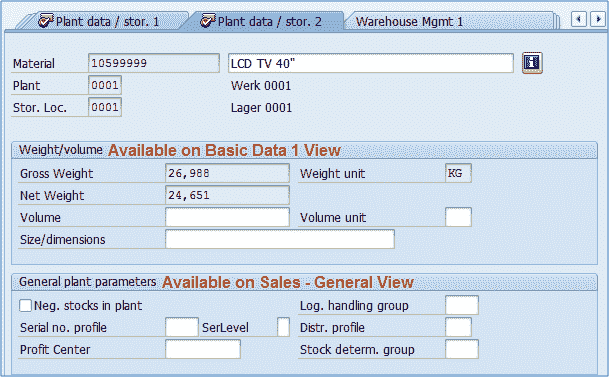 Plant data / stor. 1 Plant data / stor. 2 Warehouse Mgmt 1
Material 10599999 LCD TV 40"
Plant 0001 Werk 0001
Stor. Loc. 0001 Lager 0001
Weight/volume Available on Basic Data 1 View
Gross Weight 26,988 Weight unit KG
Net Weight 24,651
Volume Volume unit
Size/dimensions
General plant parameters Available on Sales - General View
Neg. stocks in plant Log. handling group
Serial no. profile SerLevel Distr. profile
Profit Center Stock determ. group